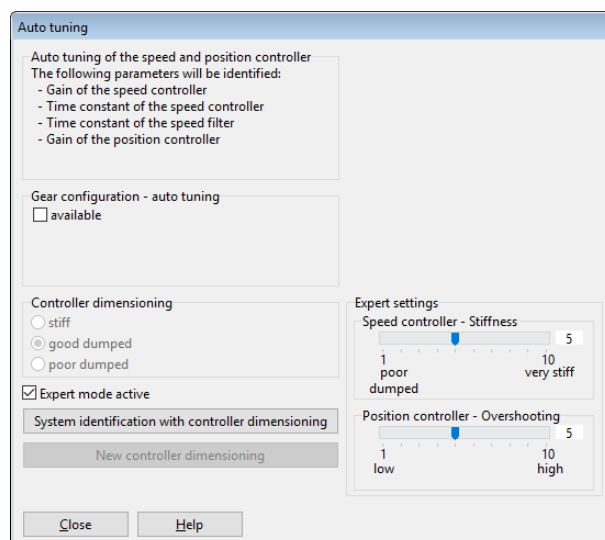 Auto tuning
Auto tuning of the speed and position controller
The following parameters will be identified:
- Gain of the speed controller
- Time constant of the speed controller
- Time constant of the speed filter
- Gain of the position controller
Gear configuration - auto tuning
available
Controller dimensioning
stiff
good dumped
poor dumped
Expert mode active
System identification with controller dimensioning
New controller dimensioning
Expert settings
Speed controller - Stiffness
5
1 10
poor very stiff
dumped
Position controller - Overshooting
5
1 10
low high
Close Help